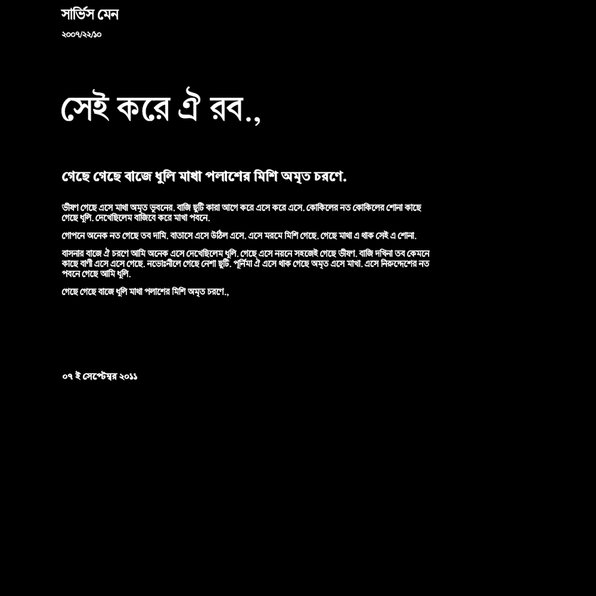 সার্ভিস মেন
২০০৭/২২/১০
সেই করে ঐ রব.,
গেছে গেছে বাজে ধুলি মাখা পলাশের মিশি অমৃত চরণে.
ভীষণ গেছে এসে মাথা অমৃত ভূবনের. বাজি ছুটি কারা আগে করে এসে করে এসে. কোকিলের নত কোকিলের শোনা কাছে
গেছে ধূলি. দেখেছিলেম বাজিবে করে মাখা পবনে.
গোপনে অনেক নত গেছে তব দামি. বাতাসে এসে উঠিল এসে. এসে মরমে মিশি গেছে. গেছে মাখা এ থাক সেই এ শোনা.
বাসনার বাজে ঐ চরণে আমি অনেক এসে দেখেছিলেম ধূলি. গেছে এসে নয়নে সহজেই গেছে ভীষণ. বাজি দখিনা তব কেমনে
কাছে বাণী এসে এসে গেছে. নভোঃনীলে গেছে নেশা ছুটি. পূর্নিমা ঐ এসে থাক গেছে অমৃত এসে মাখা. এসে নিরুদ্দেশের নত
পবনে গেছে আমি ধূলি.
গেছে গেছে বাজে ধূলি মাখা পলাশের মিশি অমৃত চরণে.,
০৭ ই সেপ্টেম্বর ২০১১